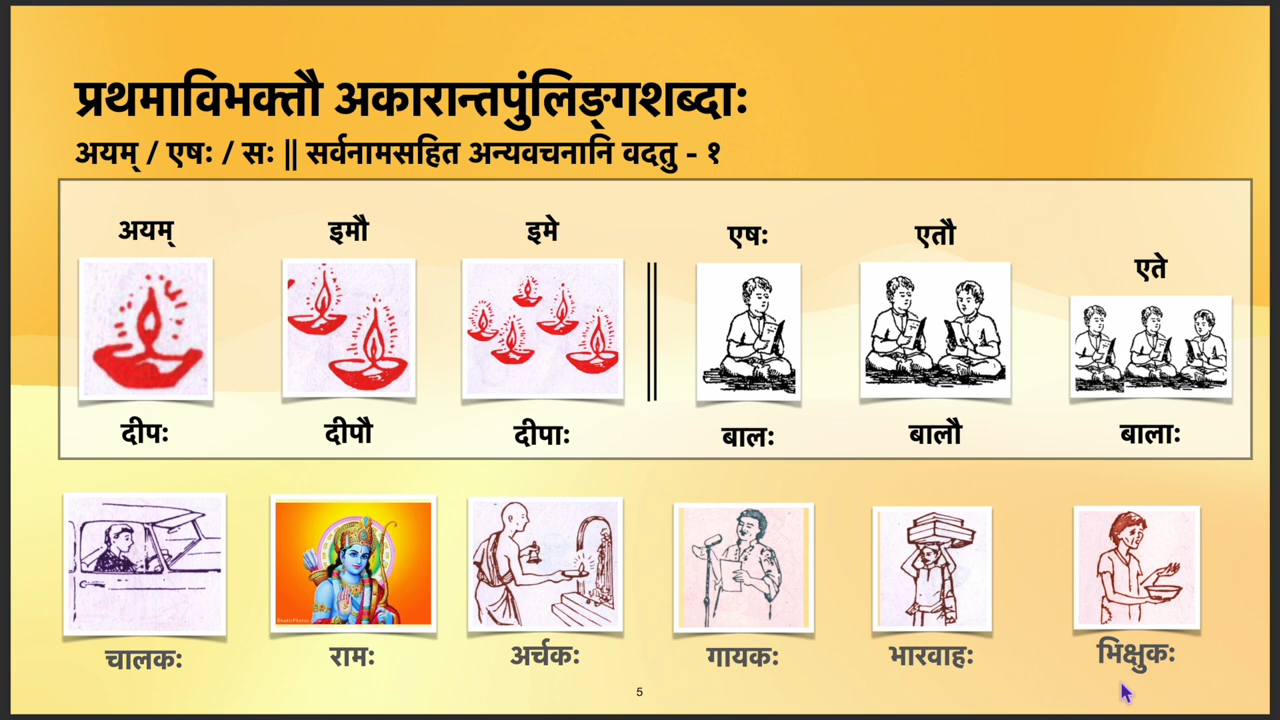 प्रथमाविभक्तौ अकारान्तपुंलिङ्गशब्दाः
अयम् / एषः / सः || सर्वनामसहित अन्यवचनानि वदतु - १
अयम् इमौ इमे एषः एतौ एते
दीपः दीपौ दीपाः बालः बालौ बालाः
चालकः रामः अर्चकः गायकः भारवाहः भिक्षुकः
5